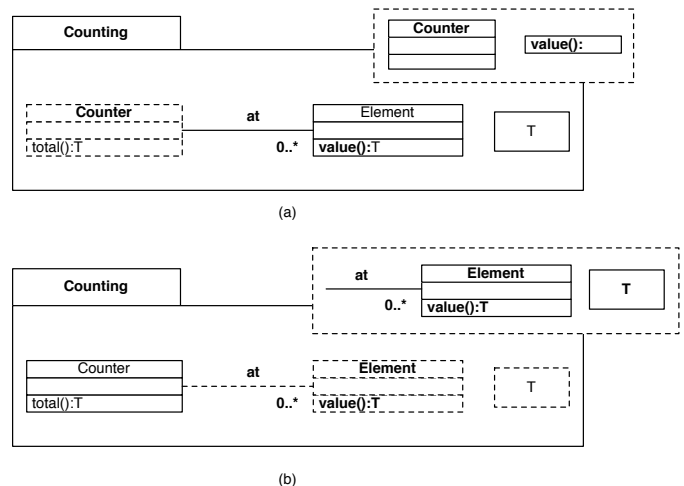 Counting
Counter
value():
Counter
total():T
at
0..*
Element
value():T
T
(a)
Counting
at
0..*
Element
value():T
T
Counter
total():T
at
0..*
Element
value():T
T
(b)